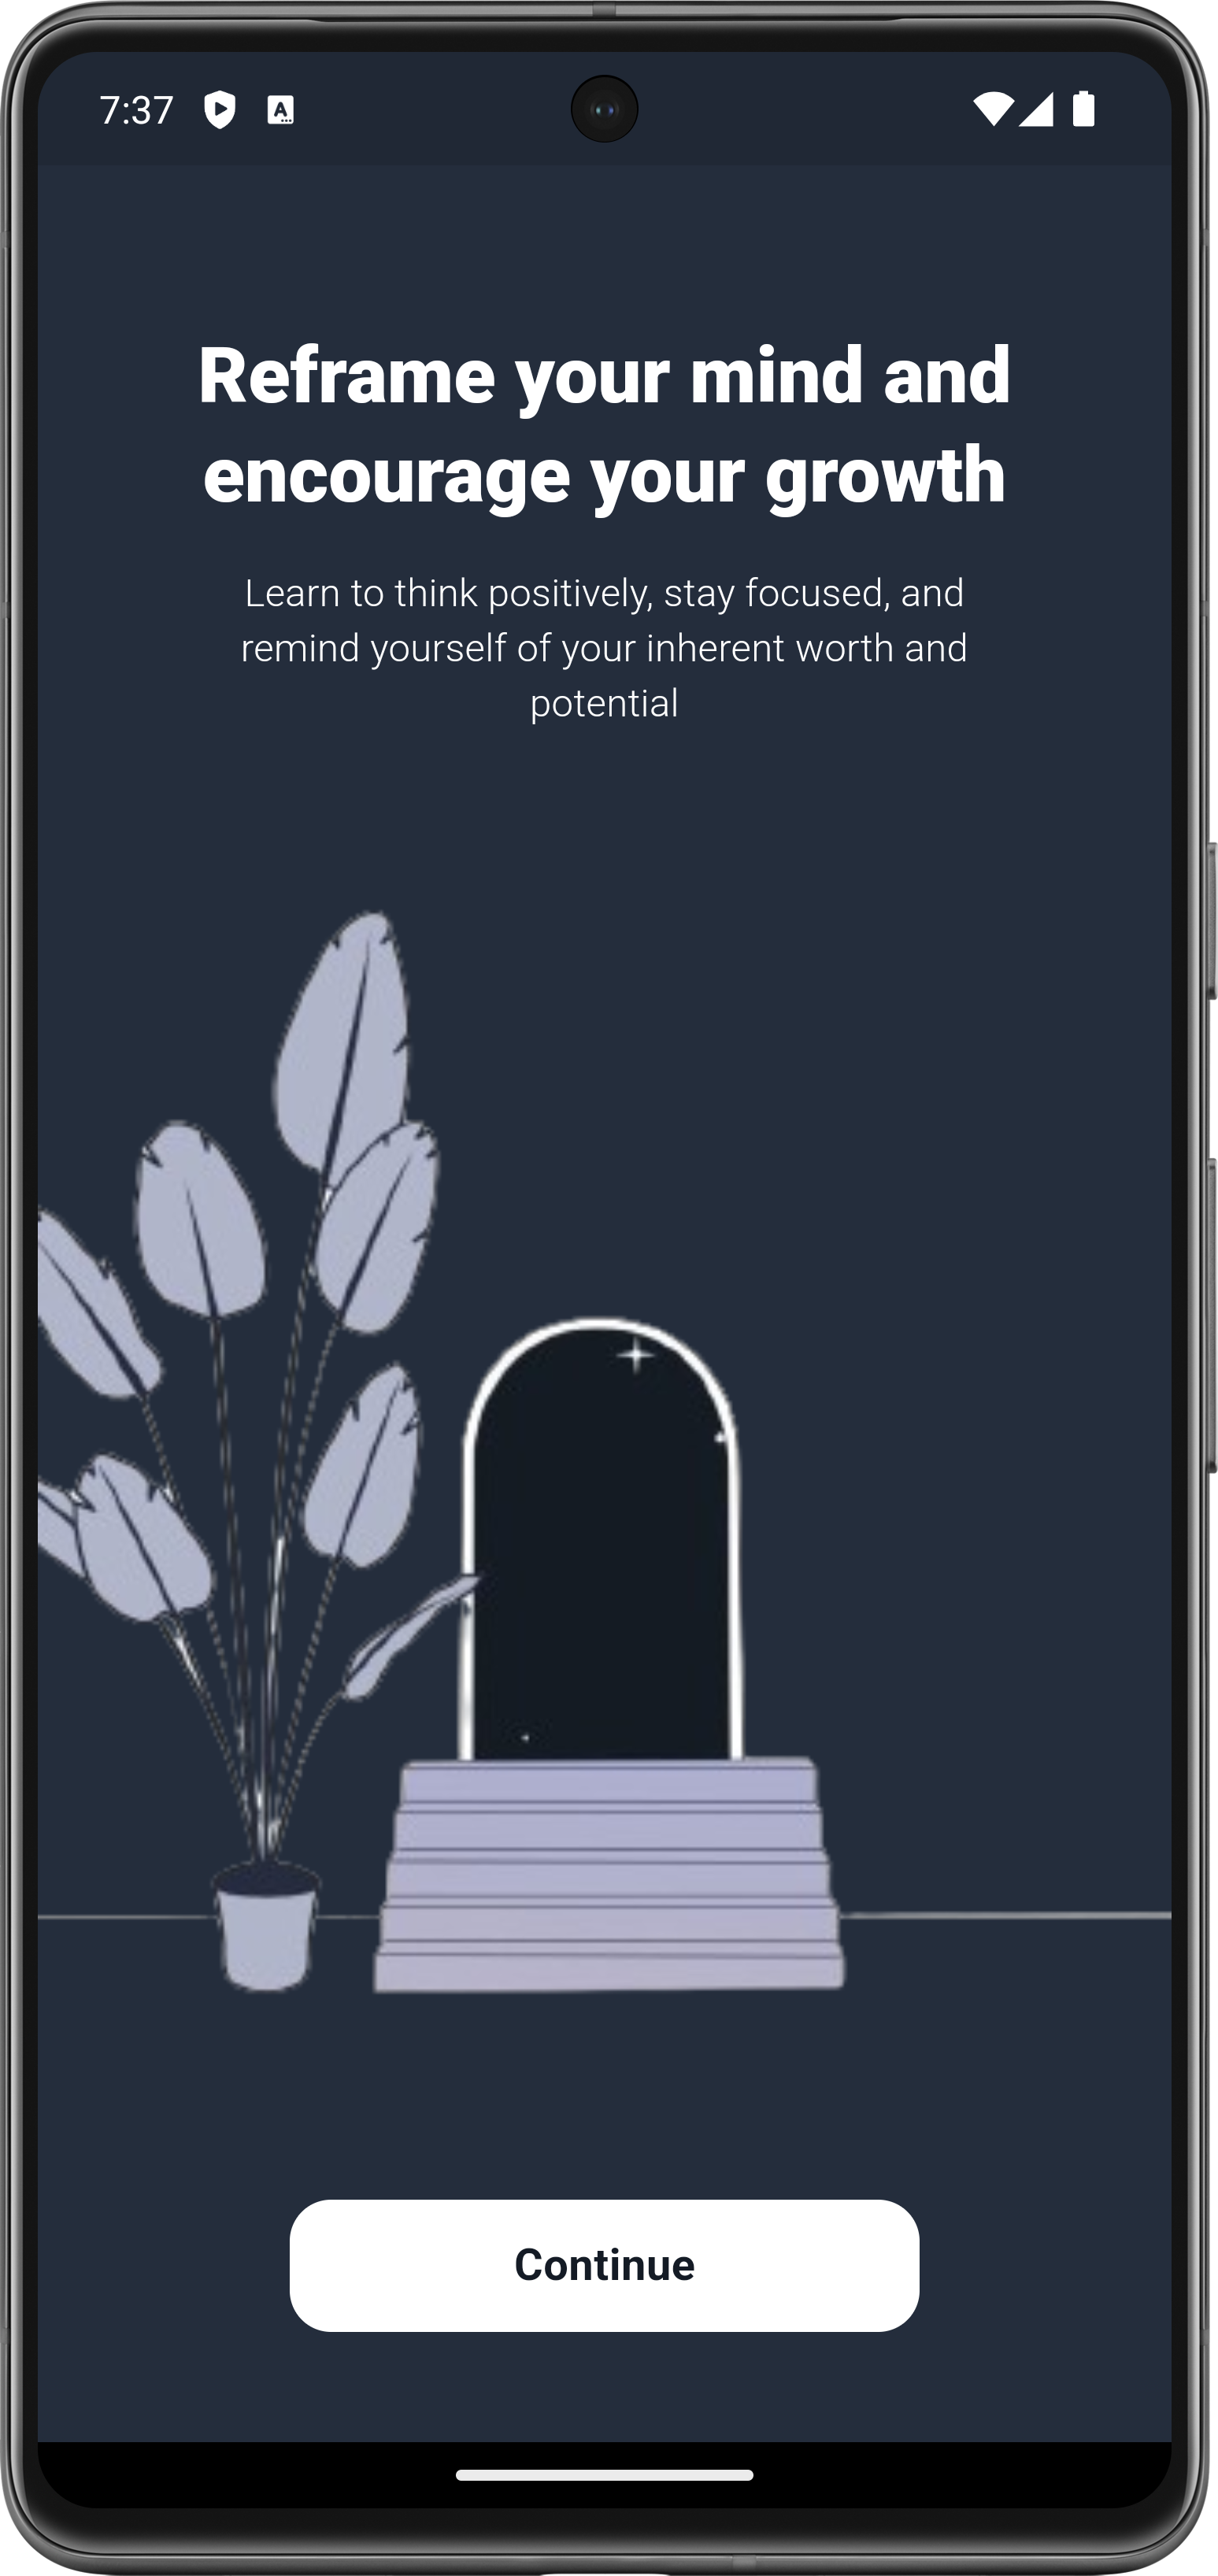 7:37
Reframe your mind and
encourage your growth
Learn to think positively, stay focused, and
remind yourself of your inherent worth and
potential
Continue